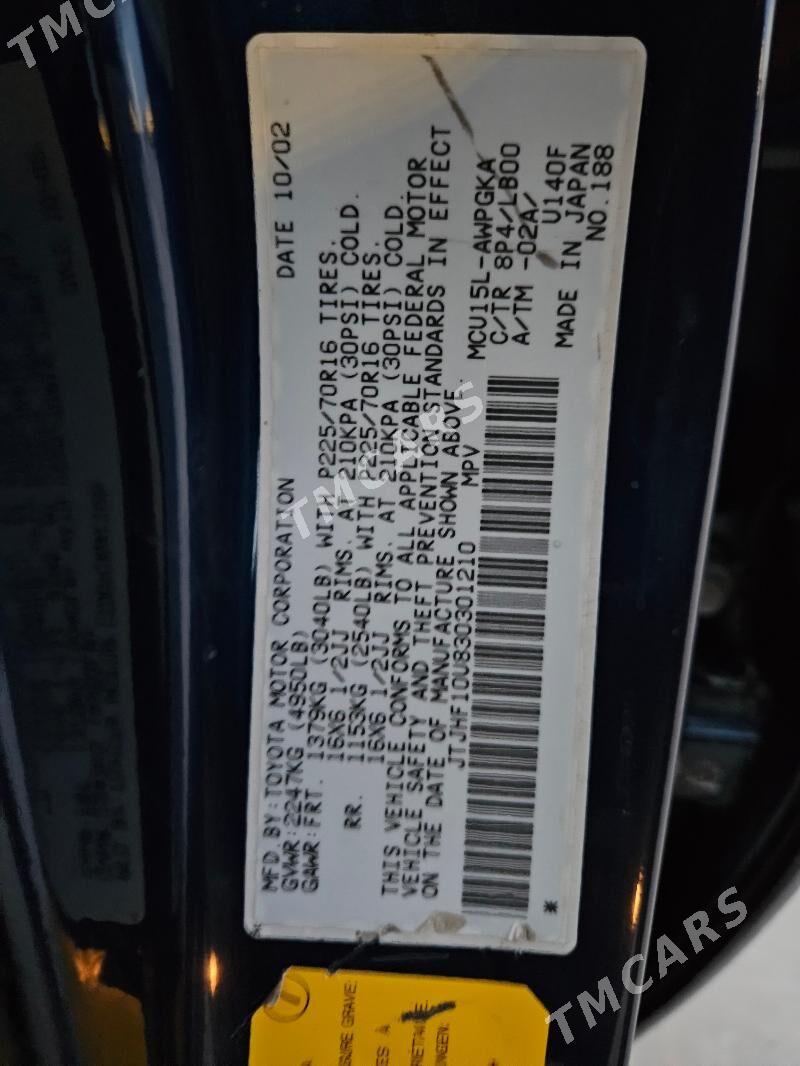 TMCARS
MFD. BY: TOYOTA MOTOR CORPORATION DATE 10/02
GVWR: 2247KG (4950LB)
GAWR: FRT. 1379KG (3040LB) WITH P225/70R16 TIRES.
16X6 1/2JJ RIMS. AT 210KPA (30PSI) COLD.
RR. 1153KG (2540LB) WITH P225/70R16 TIRES.
16X6 1/2JJ RIMS. AT 210KPA (30PSI) COLD.
THIS VEHICLE CONFORMS TO ALL APPLICABLE FEDERAL MOTOR
VEHICLE SAFETY AND THEFT PREVENTION STANDARDS IN EFFECT
ON THE DATE OF MANUFACTURE SHOWN ABOVE.
JTJHF10U830301210 MPV
MCU15L-AWPGKA
C/TR 8P4/LB00
A/TM -02A/
U140F
MADE IN JAPAN
* NO.188
TMCARS
TMCARS
GRAVE.
À